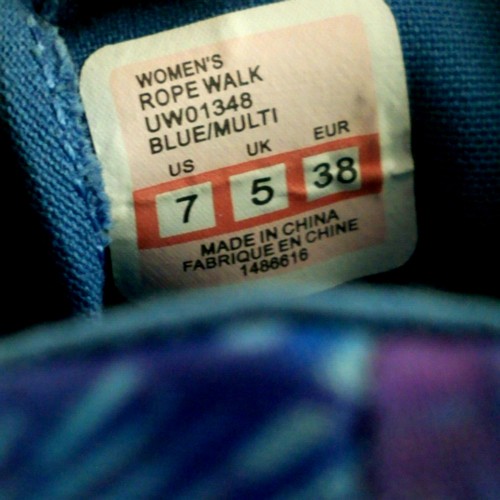 WOMEN'S
ROPE WALK
UW01348
BLUE/MULTI
US UK EUR
7 5 38
MADE IN CHINA
FABRIQUE EN CHINE
1486616